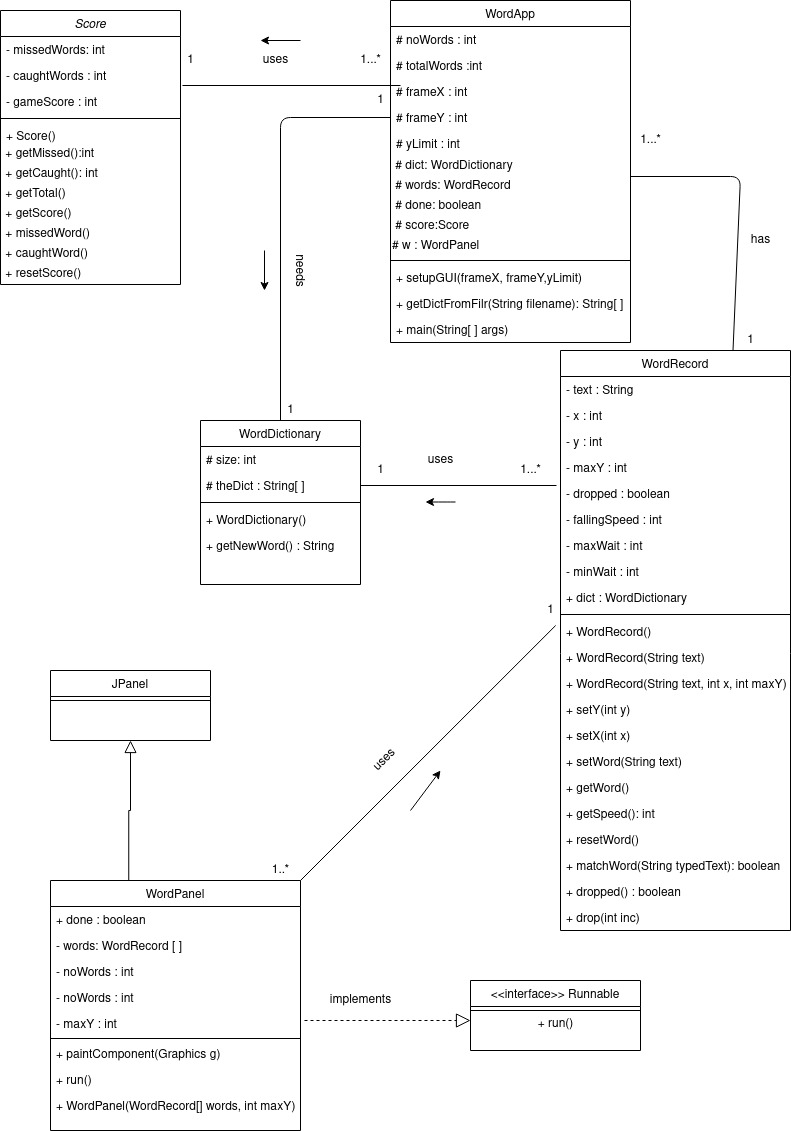 Score
- missedWords: int
- caughtWords : int
- gameScore : int
+ Score()
+ getMissed():int
+ getCaught(): int
+ getTotal()
+ getScore()
+ missedWord()
+ caughtWord()
+ resetScore()
1
uses
1...*
WordApp
# noWords : int
# totalWords :int
# frameX : int
# frameY : int
# yLimit : int
# dict: WordDictionary
# words: WordRecord
# done: boolean
# score:Score
# w : WordPanel
+ setupGUI(frameX, frameY,yLimit)
+ getDictFromFilr(String filename): String[ ]
+ main(String[ ] args)
1
needs
1
1...*
has
1
WordDictionary
# size: int
# theDict : String[ ]
+ WordDictionary()
+ getNewWord() : String
1
uses
1...*
WordRecord
- text : String
- x : int
- y : int
- maxY : int
- dropped : boolean
- fallingSpeed : int
- maxWait : int
- minWait : int
+ dict : WordDictionary
+ WordRecord()
+ WordRecord(String text)
+ WordRecord(String text, int x, int maxY)
+ setY(int y)
+ setX(int x)
+ setWord(String text)
+ getWord()
+ getSpeed(): int
+ resetWord()
+ matchWord(String typedText): boolean
+ dropped() : boolean
+ drop(int inc)
1
uses
1..*
JPanel
WordPanel
+ done : boolean
- words: WordRecord [ ]
- noWords : int
- noWords : int
- maxY : int
+ paintComponent(Graphics g)
+ run()
+ WordPanel(WordRecord[] words, int maxY)
implements
<<interface>> Runnable
+ run()